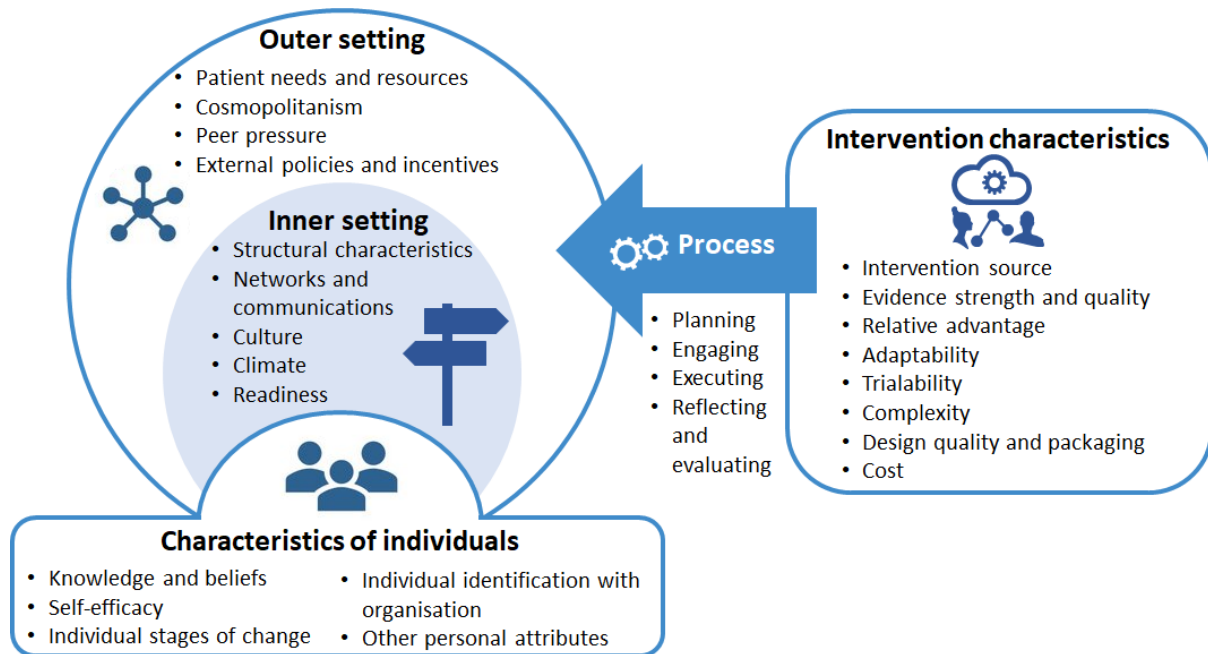 Outer setting
• Patient needs and resources
• Cosmopolitanism
• Peer pressure
• External policies and incentives
Inner setting
• Structural characteristics
• Networks and
communications
• Culture
• Climate
• Readiness
Characteristics of individuals
• Knowledge and beliefs
• Self-efficacy
• Individual stages of change
• Individual identification with
organisation
• Other personal attributes
Process
• Planning
• Engaging
• Executing
• Reflecting
and
evaluating
Intervention characteristics
• Intervention source
• Evidence strength and quality
• Relative advantage
• Adaptability
• Trialability
• Complexity
• Design quality and packaging
• Cost